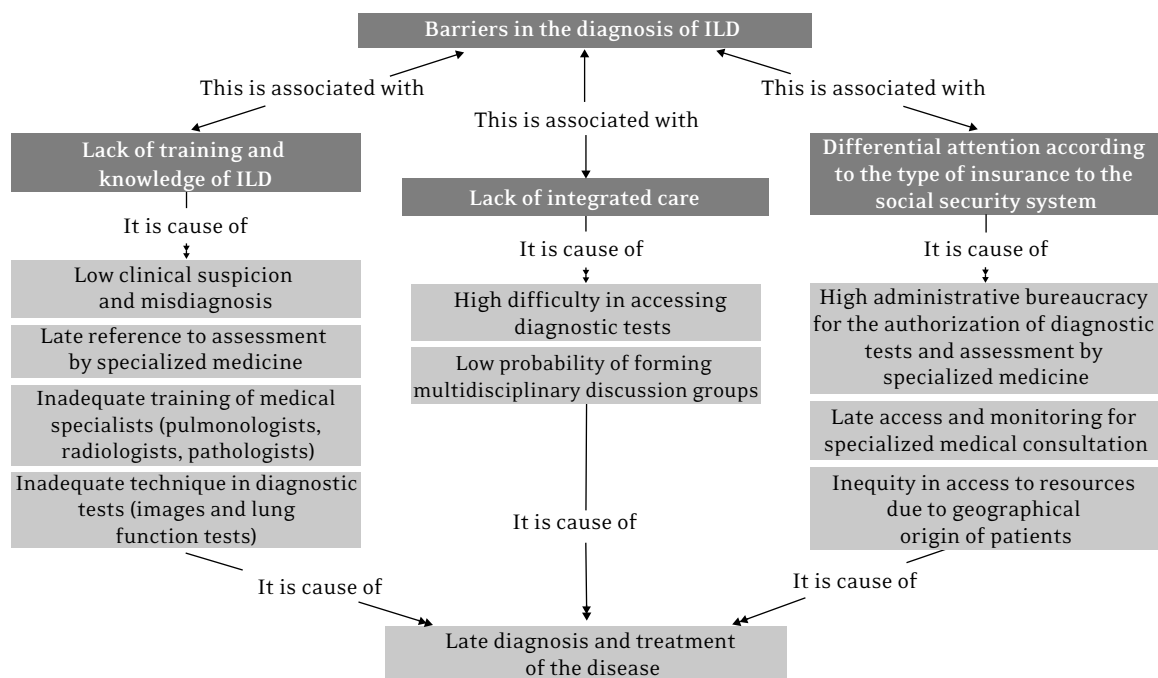 Barriers in the diagnosis of ILD
This is associated with
This is associated with
This is associated with
Lack of training and
knowledge of ILD
It is cause of
Low clinical suspicion
and misdiagnosis
Late reference to assessment
by specialized medicine
Inadequate training of medical
specialists (pulmonologists,
radiologists, pathologists)
Inadequate technique in diagnostic
tests (images and lung
function tests)
It is cause of
Lack of integrated care
It is cause of
High difficulty in accessing
diagnostic tests
Low probability of forming
multidisciplinary discussion groups
It is cause of
Differential attention according
to the type of insurance to the
social security system
It is cause of
High administrative bureaucracy
for the authorization of diagnostic
tests and assessment by
specialized medicine
Late access and monitoring for
specialized medical consultation
Inequity in access to resources
due to geographical
origin of patients
It is cause of
Late diagnosis and treatment
of the disease